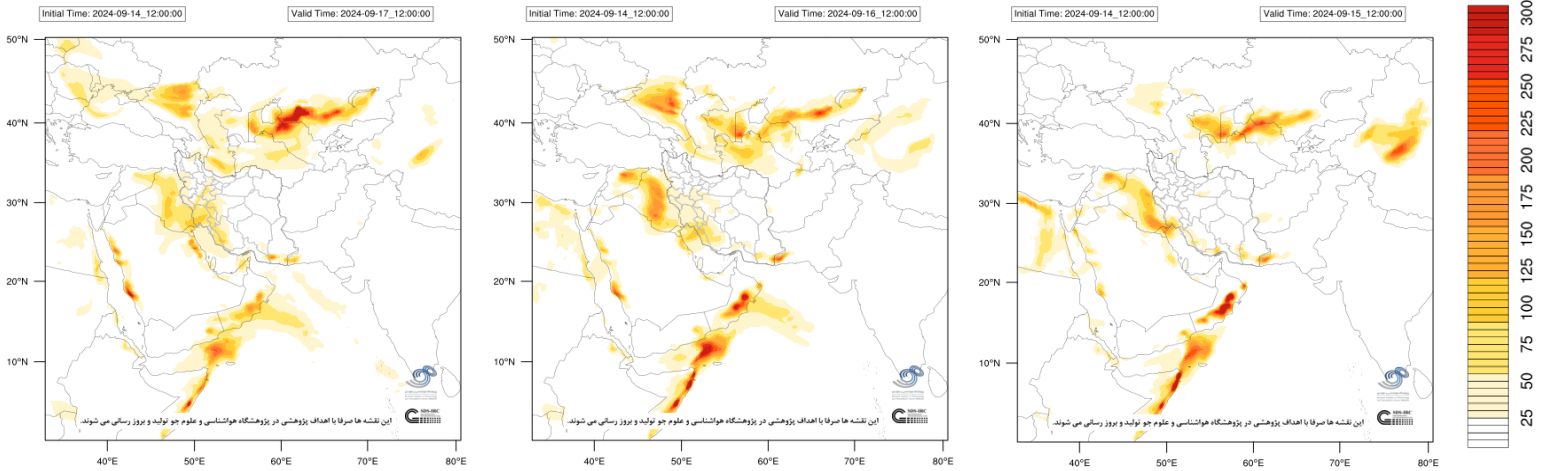 Initial Time: 2024-09-14_12:00:00 Valid Time: 2024-09-17_12:00:00
50°N
40°N
30°N
20°N
10°N
این نقشه ها صرفا با اهداف پژوهشی در پژوهشگاه هواشناسی و علوم جو تولید و بروز رسانی می شوند.
SDS-IRC
40°E 50°E 60°E 70°E 80°E
Initial Time: 2024-09-14_12:00:00 Valid Time: 2024-09-16_12:00:00
50°N
40°N
30°N
20°N
10°N
این نقشه ها صرفا با اهداف پژوهشی در پژوهشگاه هواشناسی و علوم جو تولید و بروز رسانی می شوند.
SDS-IRC
40°E 50°E 60°E 70°E 80°E
Initial Time: 2024-09-14_12:00:00 Valid Time: 2024-09-15_12:00:00
50°N
40°N
30°N
20°N
10°N
این نقشه ها صرفا با اهداف پژوهشی در پژوهشگاه هواشناسی و علوم جو تولید و بروز رسانی می شوند.
SDS-IRC
40°E 50°E 60°E 70°E 80°E
300
275
250
225
200
175
150
125
100
75
50
25